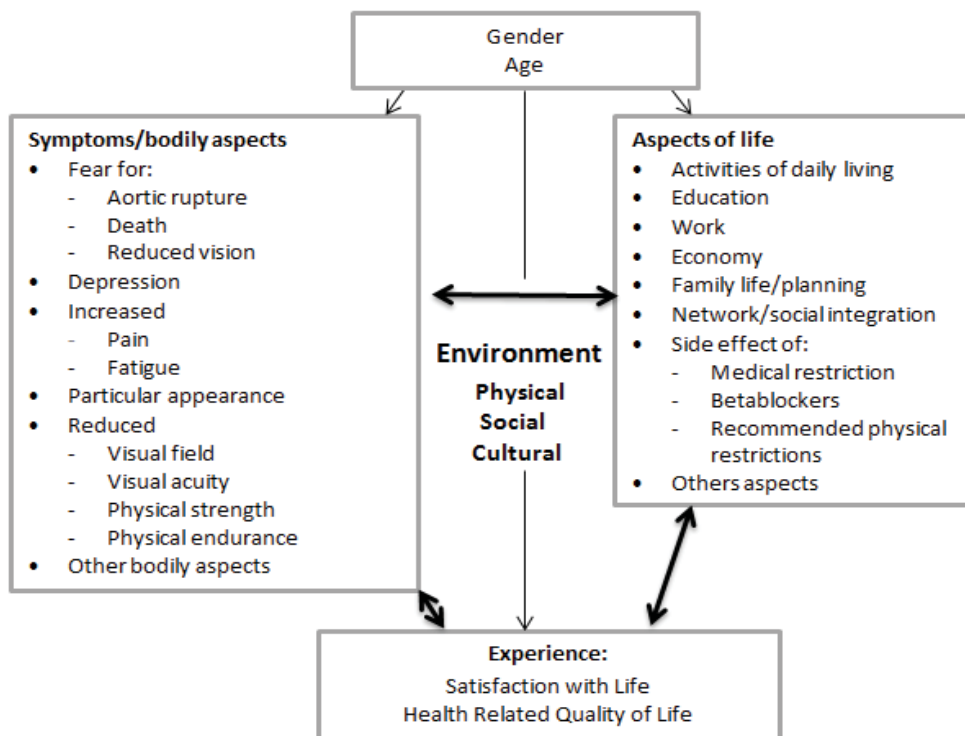 Gender
Age
Symptoms/bodily aspects
• Fear for:
- Aortic rupture
- Death
- Reduced vision
• Depression
• Increased
- Pain
- Fatigue
• Particular appearance
• Reduced
- Visual field
- Visual acuity
- Physical strength
- Physical endurance
• Other bodily aspects
Environment
Physical
Social
Cultural
Aspects of life
• Activities of daily living
• Education
• Work
• Economy
• Family life/planning
• Network/social integration
• Side effect of:
- Medical restriction
- Betablockers
- Recommended physical
restrictions
• Others aspects
Experience:
Satisfaction with Life
Health Related Quality of Life